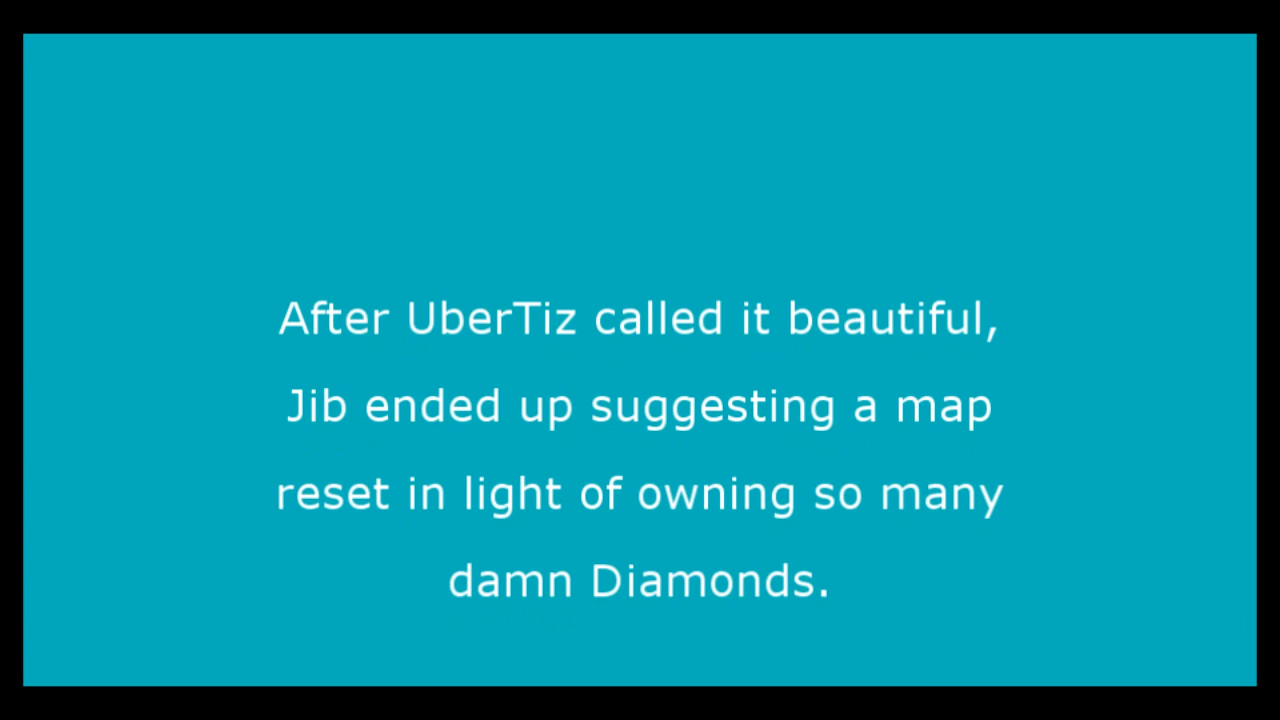 After UberTiz called it beautiful,
Jib ended up suggesting a map
reset in light of owning so many
damn Diamonds.